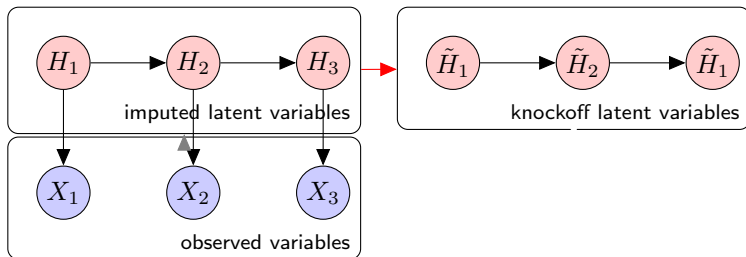 H₁ H₂ H₃ H̃₁ H̃₂ H̃₁
imputed latent variables knockoff latent variables
X₁ X₂ X₃
observed variables